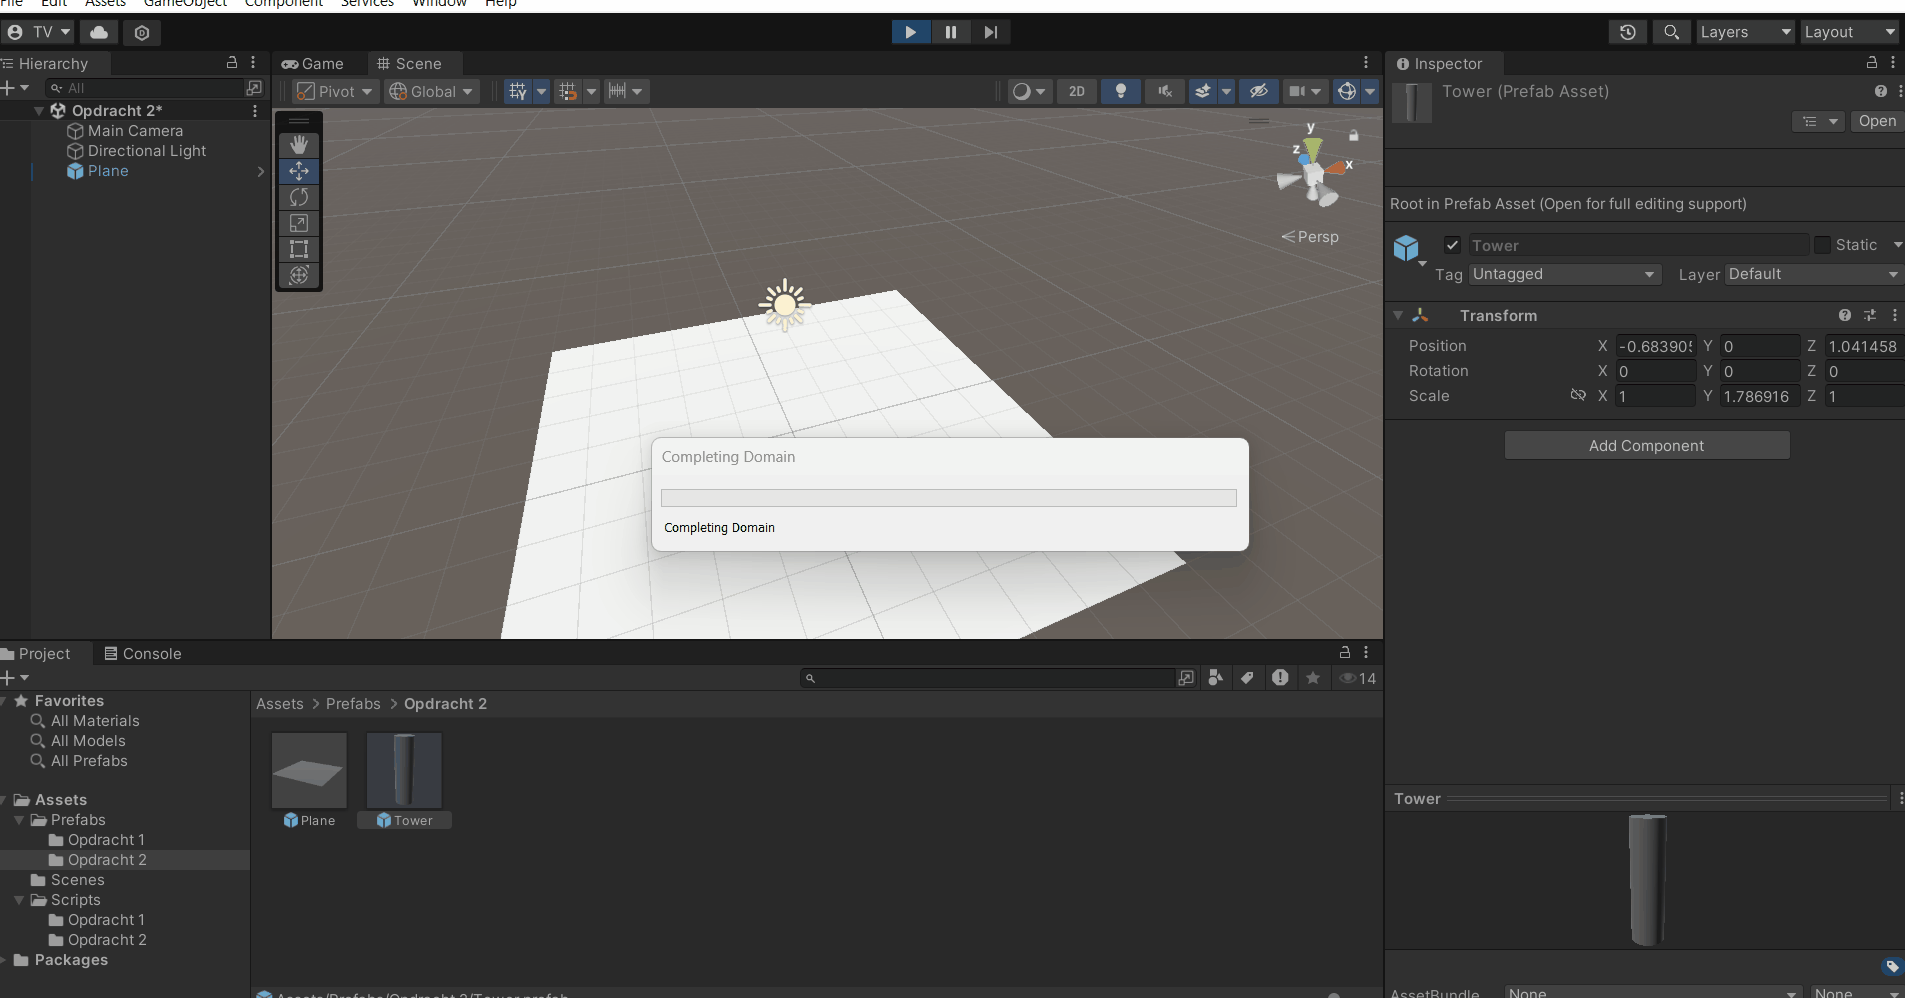 File Edit Assets GameObject Component Services Window Help
TV
Layers
Layout
Hierarchy
All
Opdracht 2*
Main Camera
Directional Light
Plane
Game
Scene
Pivot
Global
2D
y
z
x
Persp
Completing Domain
Completing Domain
Inspector
Tower (Prefab Asset)
Open
Root in Prefab Asset (Open for full editing support)
Tower
Static
Tag Untagged
Layer Default
Transform
Position X -0.683905 Y 0 Z 1.041458
Rotation X 0 Y 0 Z 0
Scale X 1 Y 1.786916 Z 1
Add Component
Project
Console
14
Favorites
All Materials
All Models
All Prefabs
Assets
Prefabs
Opdracht 1
Opdracht 2
Scenes
Scripts
Opdracht 1
Opdracht 2
Packages
Assets > Prefabs > Opdracht 2
Plane
Tower
Assets/Prefabs/Opdracht 2/Tower.prefab
Tower
AssetBundle None None